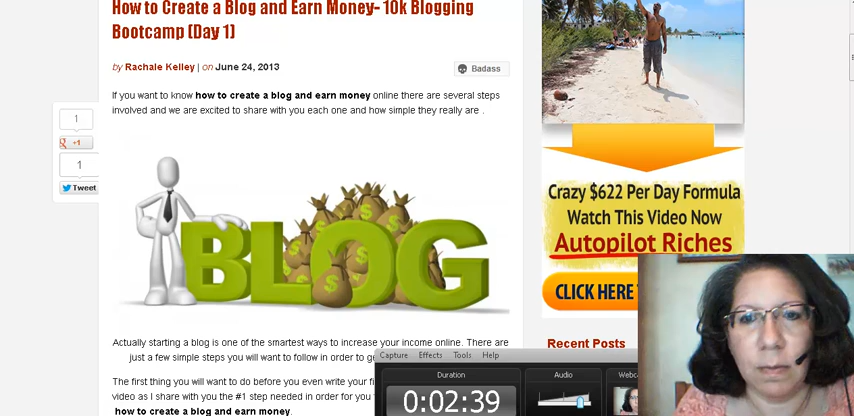 How to Create a Blog and Earn Money- 10k Blogging
Bootcamp (Day 1)
by Rachale Kelley | on June 24, 2013
Badass
If you want to know how to create a blog and earn money online there are several steps
involved and we are excited to share with you each one and how simple they really are .
1
+1
1
Tweet
BLOG
Actually starting a blog is one of the smartest ways to increase your income online. There are
just a few simple steps you will want to follow in order to
The first thing you will want to do before you even write your
video as I share with you the #1 step needed in order for you
how to create a blog and earn money.
Crazy $622 Per Day Formula
Watch This Video Now
Autopilot Riches
CLICK HERE
Recent Posts
Capture Effects Tools Help
Duration Audio
0:02:39